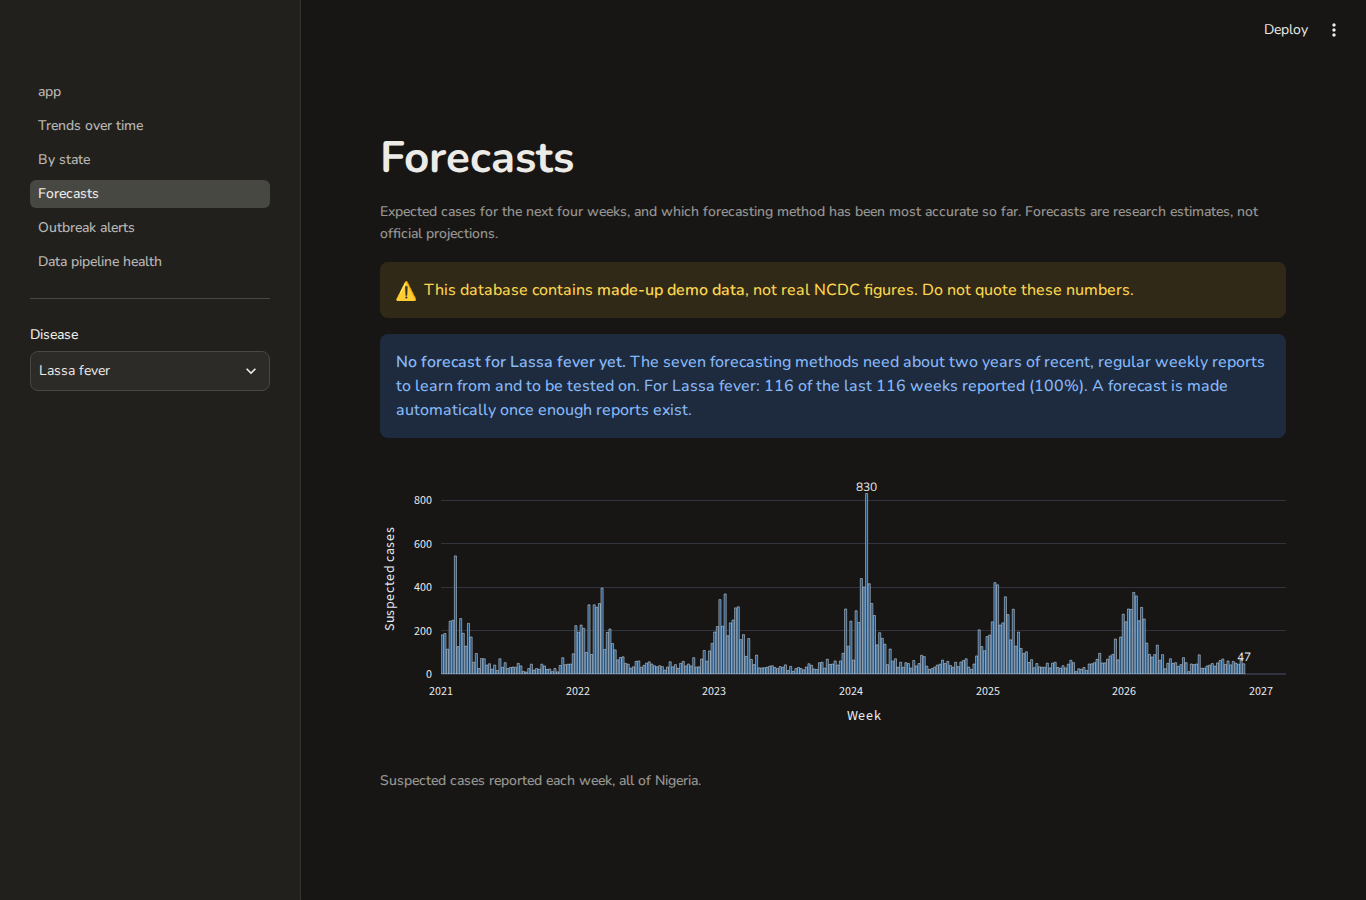 Deploy
app
Trends over time
By state
Forecasts
Outbreak alerts
Data pipeline health
Disease
Lassa fever
Forecasts
Expected cases for the next four weeks, and which forecasting method has been most accurate so far. Forecasts are research estimates, not
official projections.
⚠️ This database contains made-up demo data, not real NCDC figures. Do not quote these numbers.
No forecast for Lassa fever yet. The seven forecasting methods need about two years of recent, regular weekly reports
to learn from and to be tested on. For Lassa fever: 116 of the last 116 weeks reported (100%). A forecast is made
automatically once enough reports exist.
830
800
600
400
200
0
Suspected cases
47
2021 2022 2023 2024 2025 2026 2027
Week
Suspected cases reported each week, all of Nigeria.